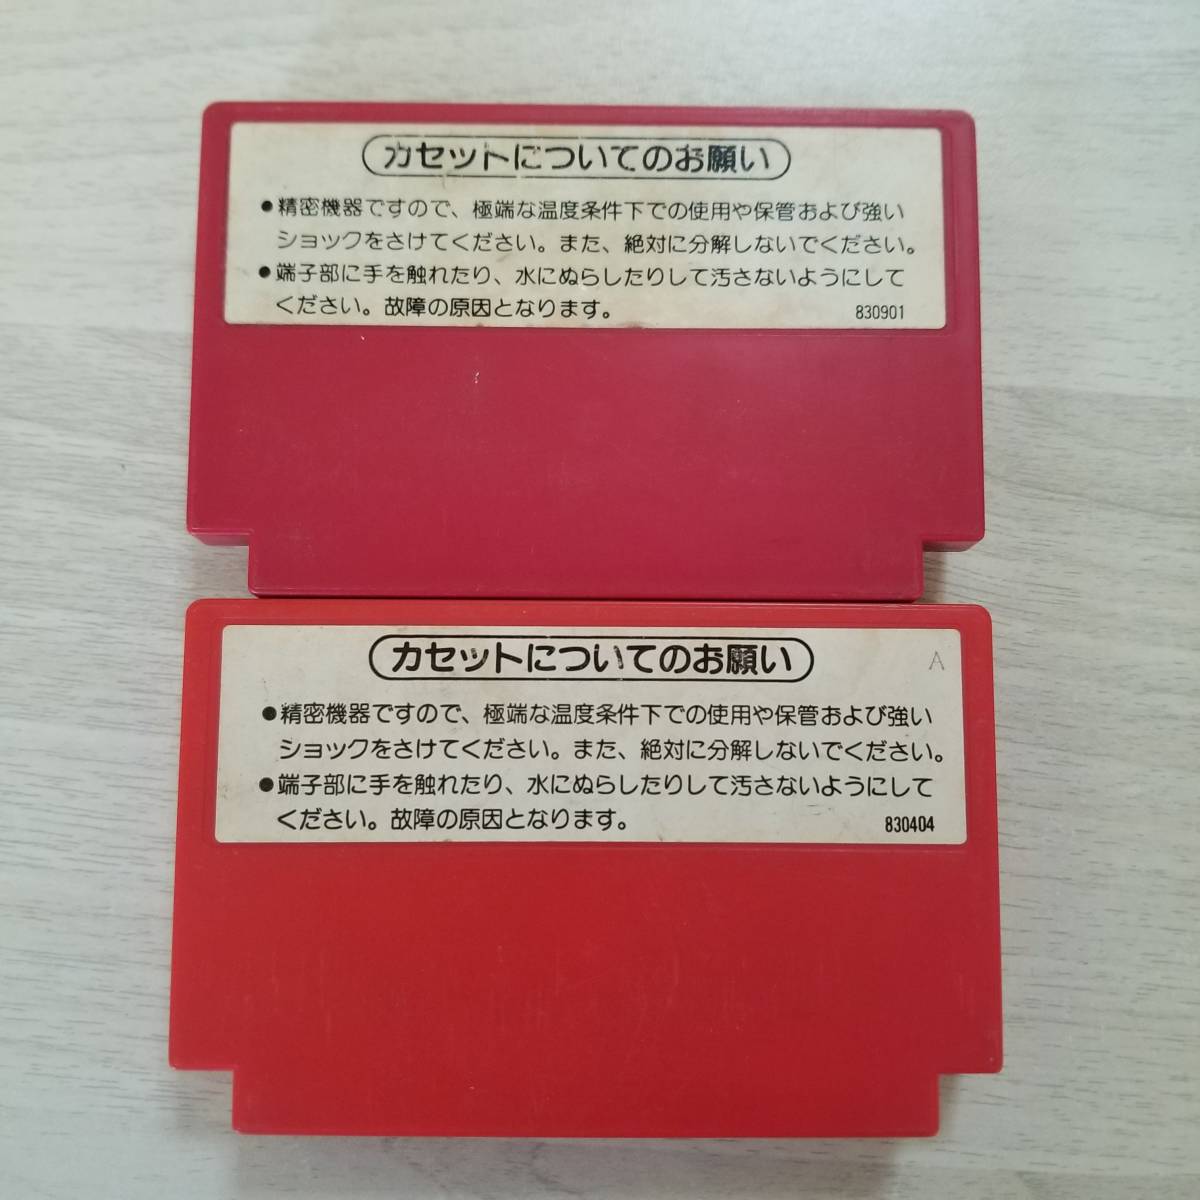 カセットについてのお願い
●精密機器ですので、極端な温度条件下での使用や保管および強い
ショックをさけてください。また、絶対に分解しないでください。
●端子部に手を触れたり、水にぬらしたりして汚さないようにして
ください。故障の原因となります。
830901
カセットについてのお願い
A
●精密機器ですので、極端な温度条件下での使用や保管および強い
ショックをさけてください。また、絶対に分解しないでください。
●端子部に手を触れたり、水にぬらしたりして汚さないようにして
ください。故障の原因となります。
830404